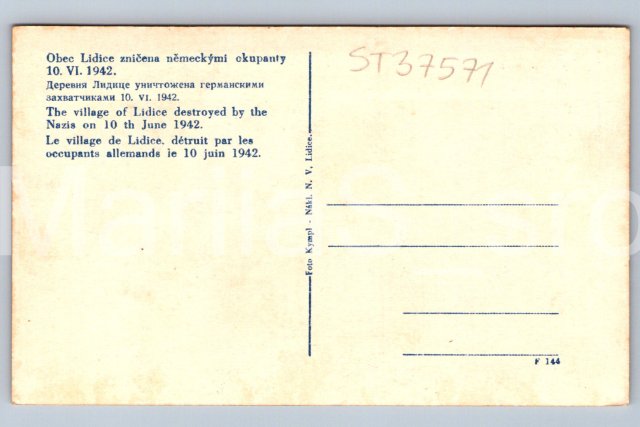 Obec Lidice zničena německými okupanty
10. VI. 1942.
Деревня Лидице уничтожена германскими
захватчиками 10. VI. 1942.
The village of Lidice destroyed by the
Nazis on 10 th June 1942.
Le village de Lidice. détruit par les
occupants allemands le 10 juin 1942.
ST37571
Foto Kympl - Nákl. N. V. Lidice.
F 144